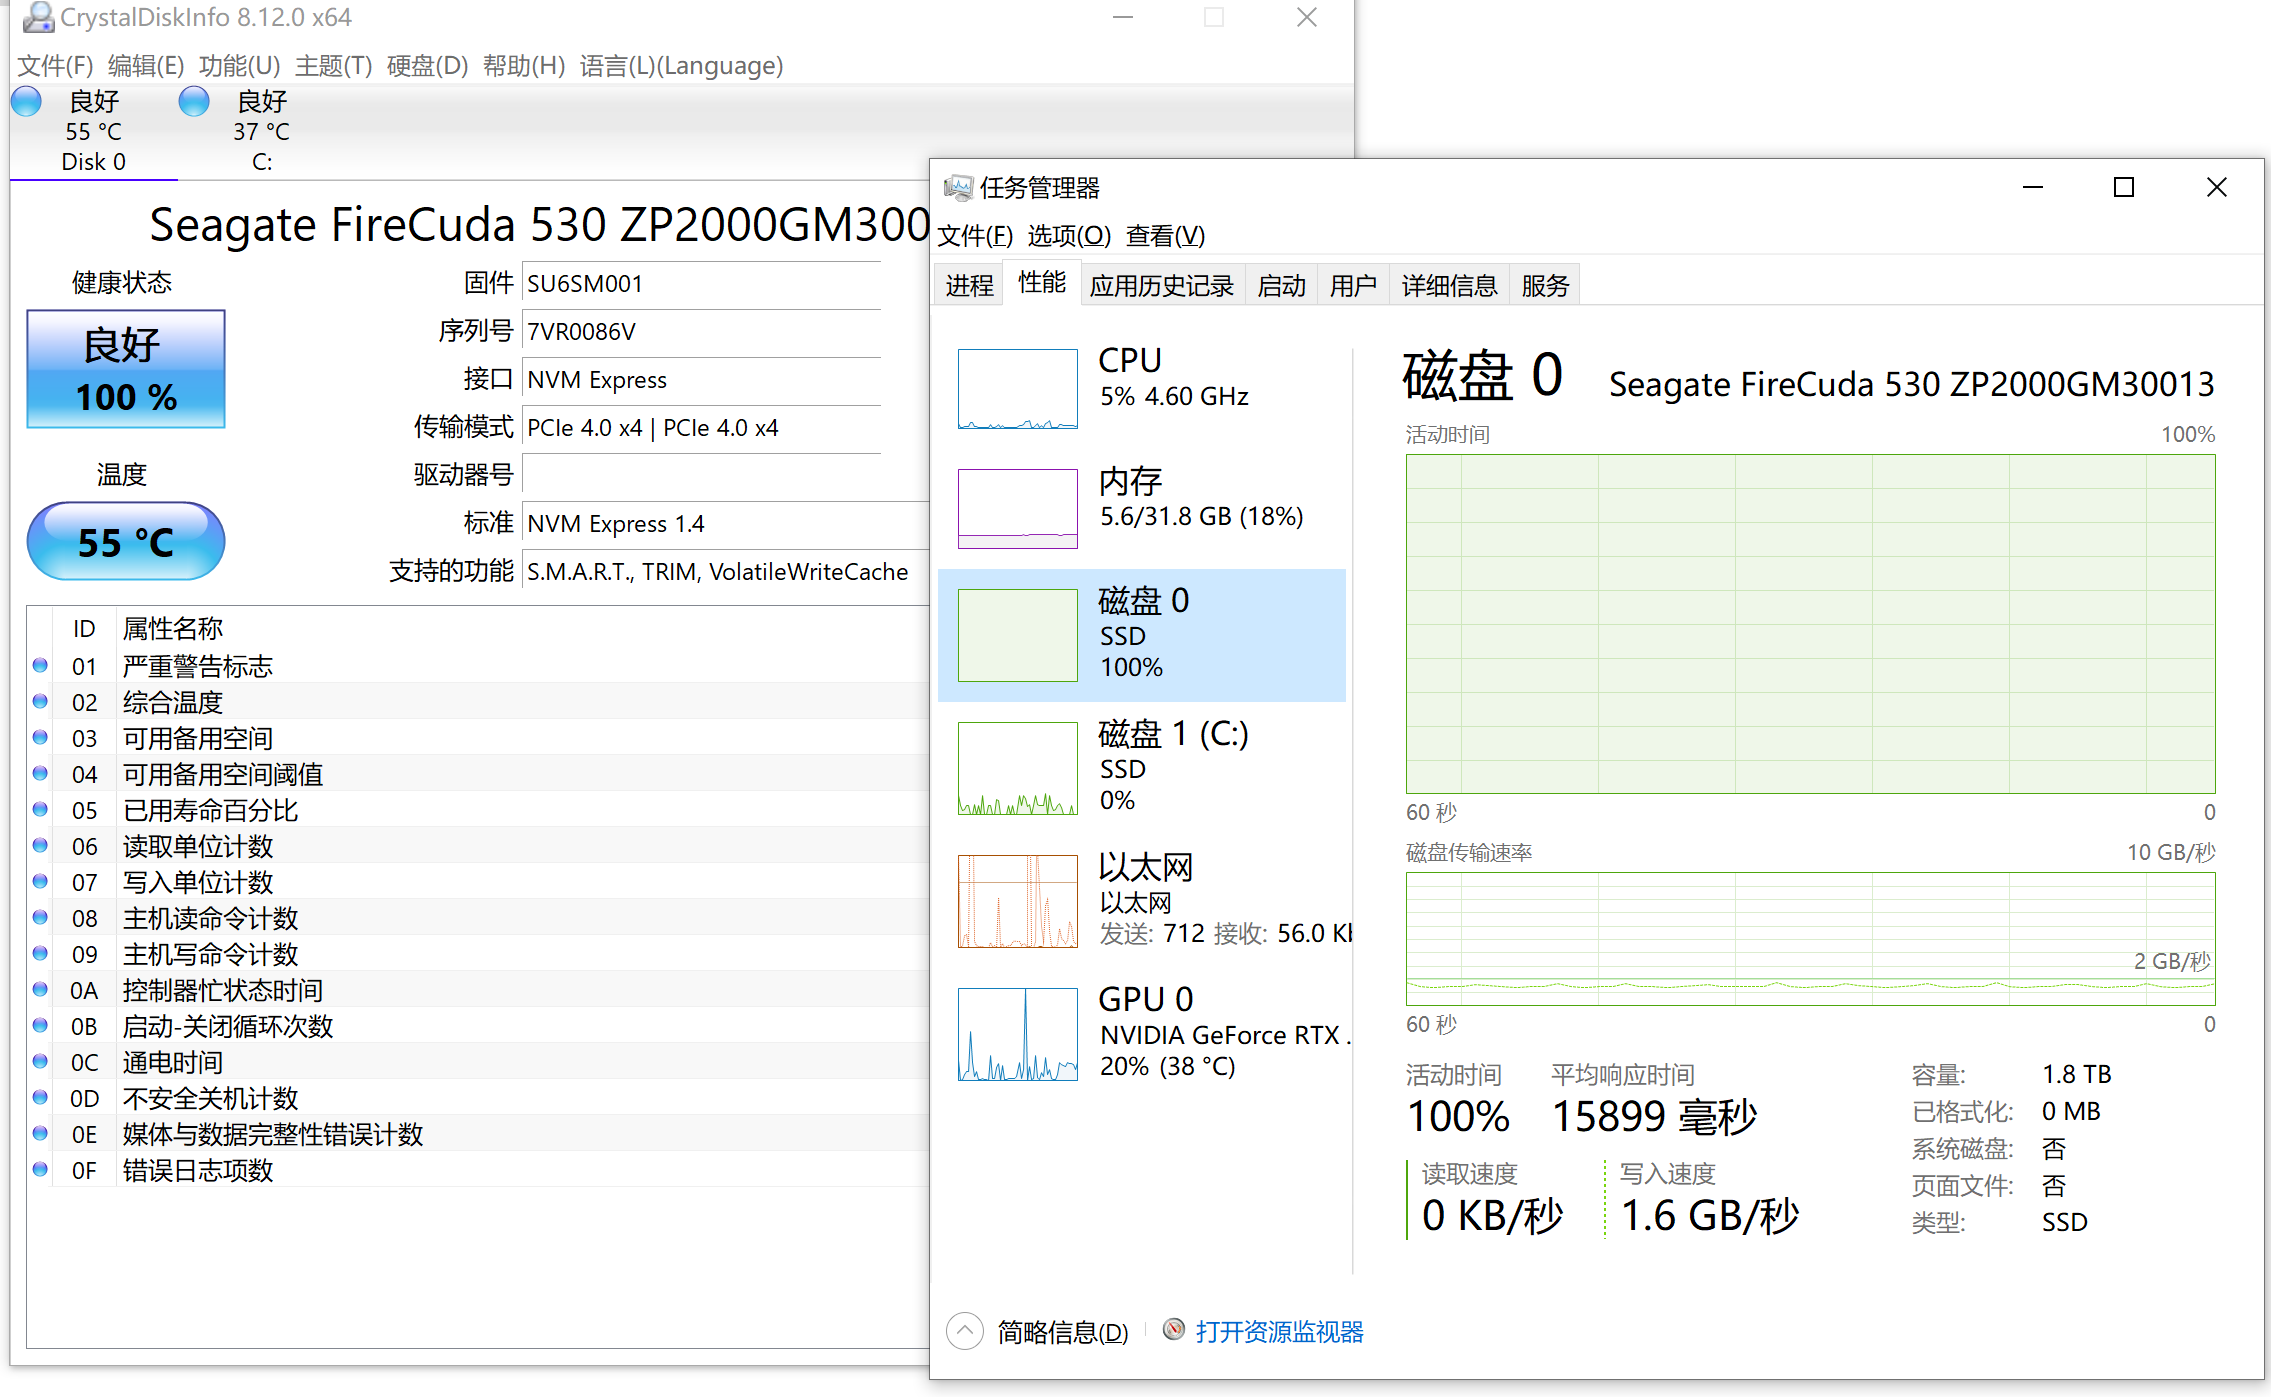 CrystalDiskInfo 8.12.0 x64
文件(F) 编辑(E) 功能(U) 主题(T) 硬盘(D) 帮助(H) 语言(L)(Language)
良好
55 °C
Disk 0
良好
37 °C
C:
Seagate FireCuda 530 ZP2000GM300
健康状态
良好
100 %
温度
55 °C
固件 SU6SM001
序列号 7VR0086V
接口 NVM Express
传输模式 PCIe 4.0 x4 | PCIe 4.0 x4
驱动器号
标准 NVM Express 1.4
支持的功能 S.M.A.R.T., TRIM, VolatileWriteCache
ID 属性名称
01 严重警告标志
02 综合温度
03 可用备用空间
04 可用备用空间阈值
05 已用寿命百分比
06 读取单位计数
07 写入单位计数
08 主机读命令计数
09 主机写命令计数
0A 控制器忙状态时间
0B 启动-关闭循环次数
0C 通电时间
0D 不安全关机计数
0E 媒体与数据完整性错误计数
0F 错误日志项数
任务管理器
文件(F) 选项(O) 查看(V)
进程 性能 应用历史记录 启动 用户 详细信息 服务
CPU
5% 4.60 GHz
内存
5.6/31.8 GB (18%)
磁盘 0
SSD
100%
磁盘 1 (C:)
SSD
0%
以太网
以太网
发送: 712 接收: 56.0 Kb
GPU 0
NVIDIA GeForce RTX .
20% (38 °C)
磁盘 0 Seagate FireCuda 530 ZP2000GM30013
活动时间 100%
60 秒 0
磁盘传输速率 10 GB/秒
2 GB/秒
60 秒 0
活动时间
100%
平均响应时间
15899 毫秒
读取速度
0 KB/秒
写入速度
1.6 GB/秒
容量: 1.8 TB
已格式化: 0 MB
系统磁盘: 否
页面文件: 否
类型: SSD
简略信息(D) 打开资源监视器